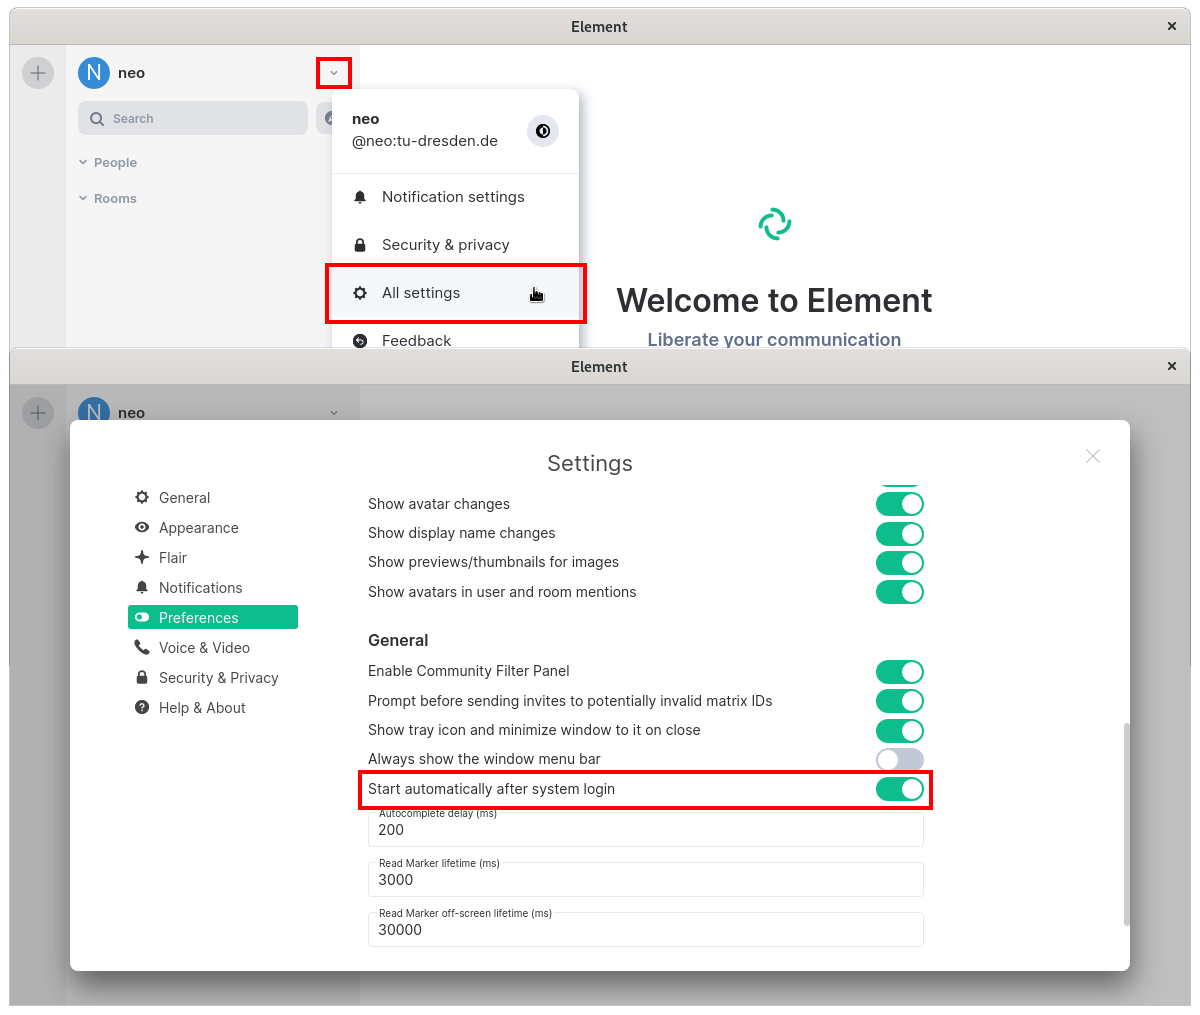 Element
N neo
Search
People
Rooms
neo
@neo:tu-dresden.de
Notification settings
Security & privacy
All settings
Feedback
Welcome to Element
Liberate your communication
Element
N neo
Settings
General
Appearance
Flair
Notifications
Preferences
Voice & Video
Security & Privacy
Help & About
Show avatar changes
Show display name changes
Show previews/thumbnails for images
Show avatars in user and room mentions
General
Enable Community Filter Panel
Prompt before sending invites to potentially invalid matrix IDs
Show tray icon and minimize window to it on close
Always show the window menu bar
Start automatically after system login
Autocomplete delay (ms)
200
Read Marker lifetime (ms)
3000
Read Marker off-screen lifetime (ms)
30000